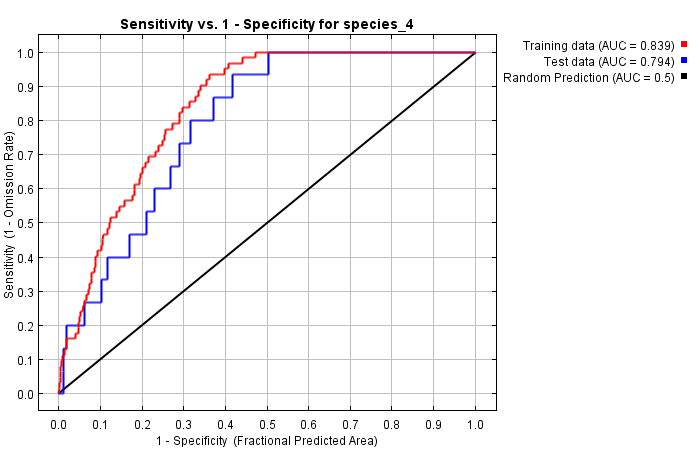 Sensitivity vs. 1 - Specificity for species_4
Training data (AUC = 0.839)
Test data (AUC = 0.794)
Random Prediction (AUC = 0.5)
Sensitivity (1 - Omission Rate)
1.0
0.9
0.8
0.7
0.6
0.5
0.4
0.3
0.2
0.1
0.0
0.0 0.1 0.2 0.3 0.4 0.5 0.6 0.7 0.8 0.9 1.0
1 - Specificity (Fractional Predicted Area)